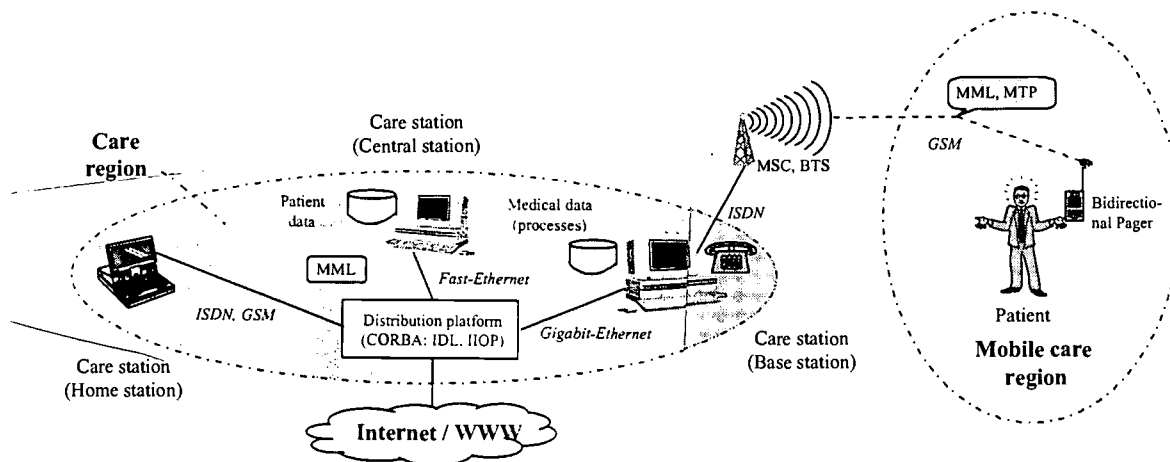 MML, MTP
GSM
Care station
(Central station)
Care
region
MSC, BTS
Patient
data
Medical data
(processes)
ISDN
Bidirectio-
nal Pager
MML
Fast-Ethernet
ISDN, GSM
Distribution platform
(CORBA: IDL, IIOP)
Gigabit-Ethernet
Patient
Care station
(Home station)
Care station
(Base station)
Mobile care
region
Internet / WWW